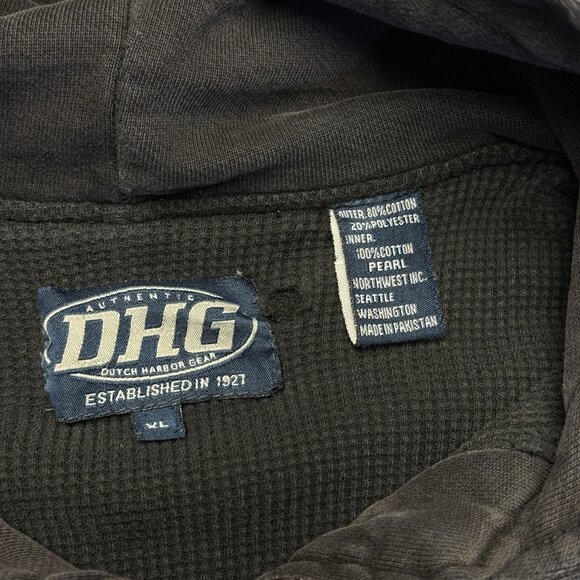 AUTHENTIC
DHG
DUTCH HARBOR GEAR
ESTABLISHED IN 1927
XL
OUTER: 80%COTTON
20%POLYESTER
INNER:
100%COTTON
PEARL
NORTHWEST INC.
SEATTLE
WASHINGTON
MADE IN PAKISTAN